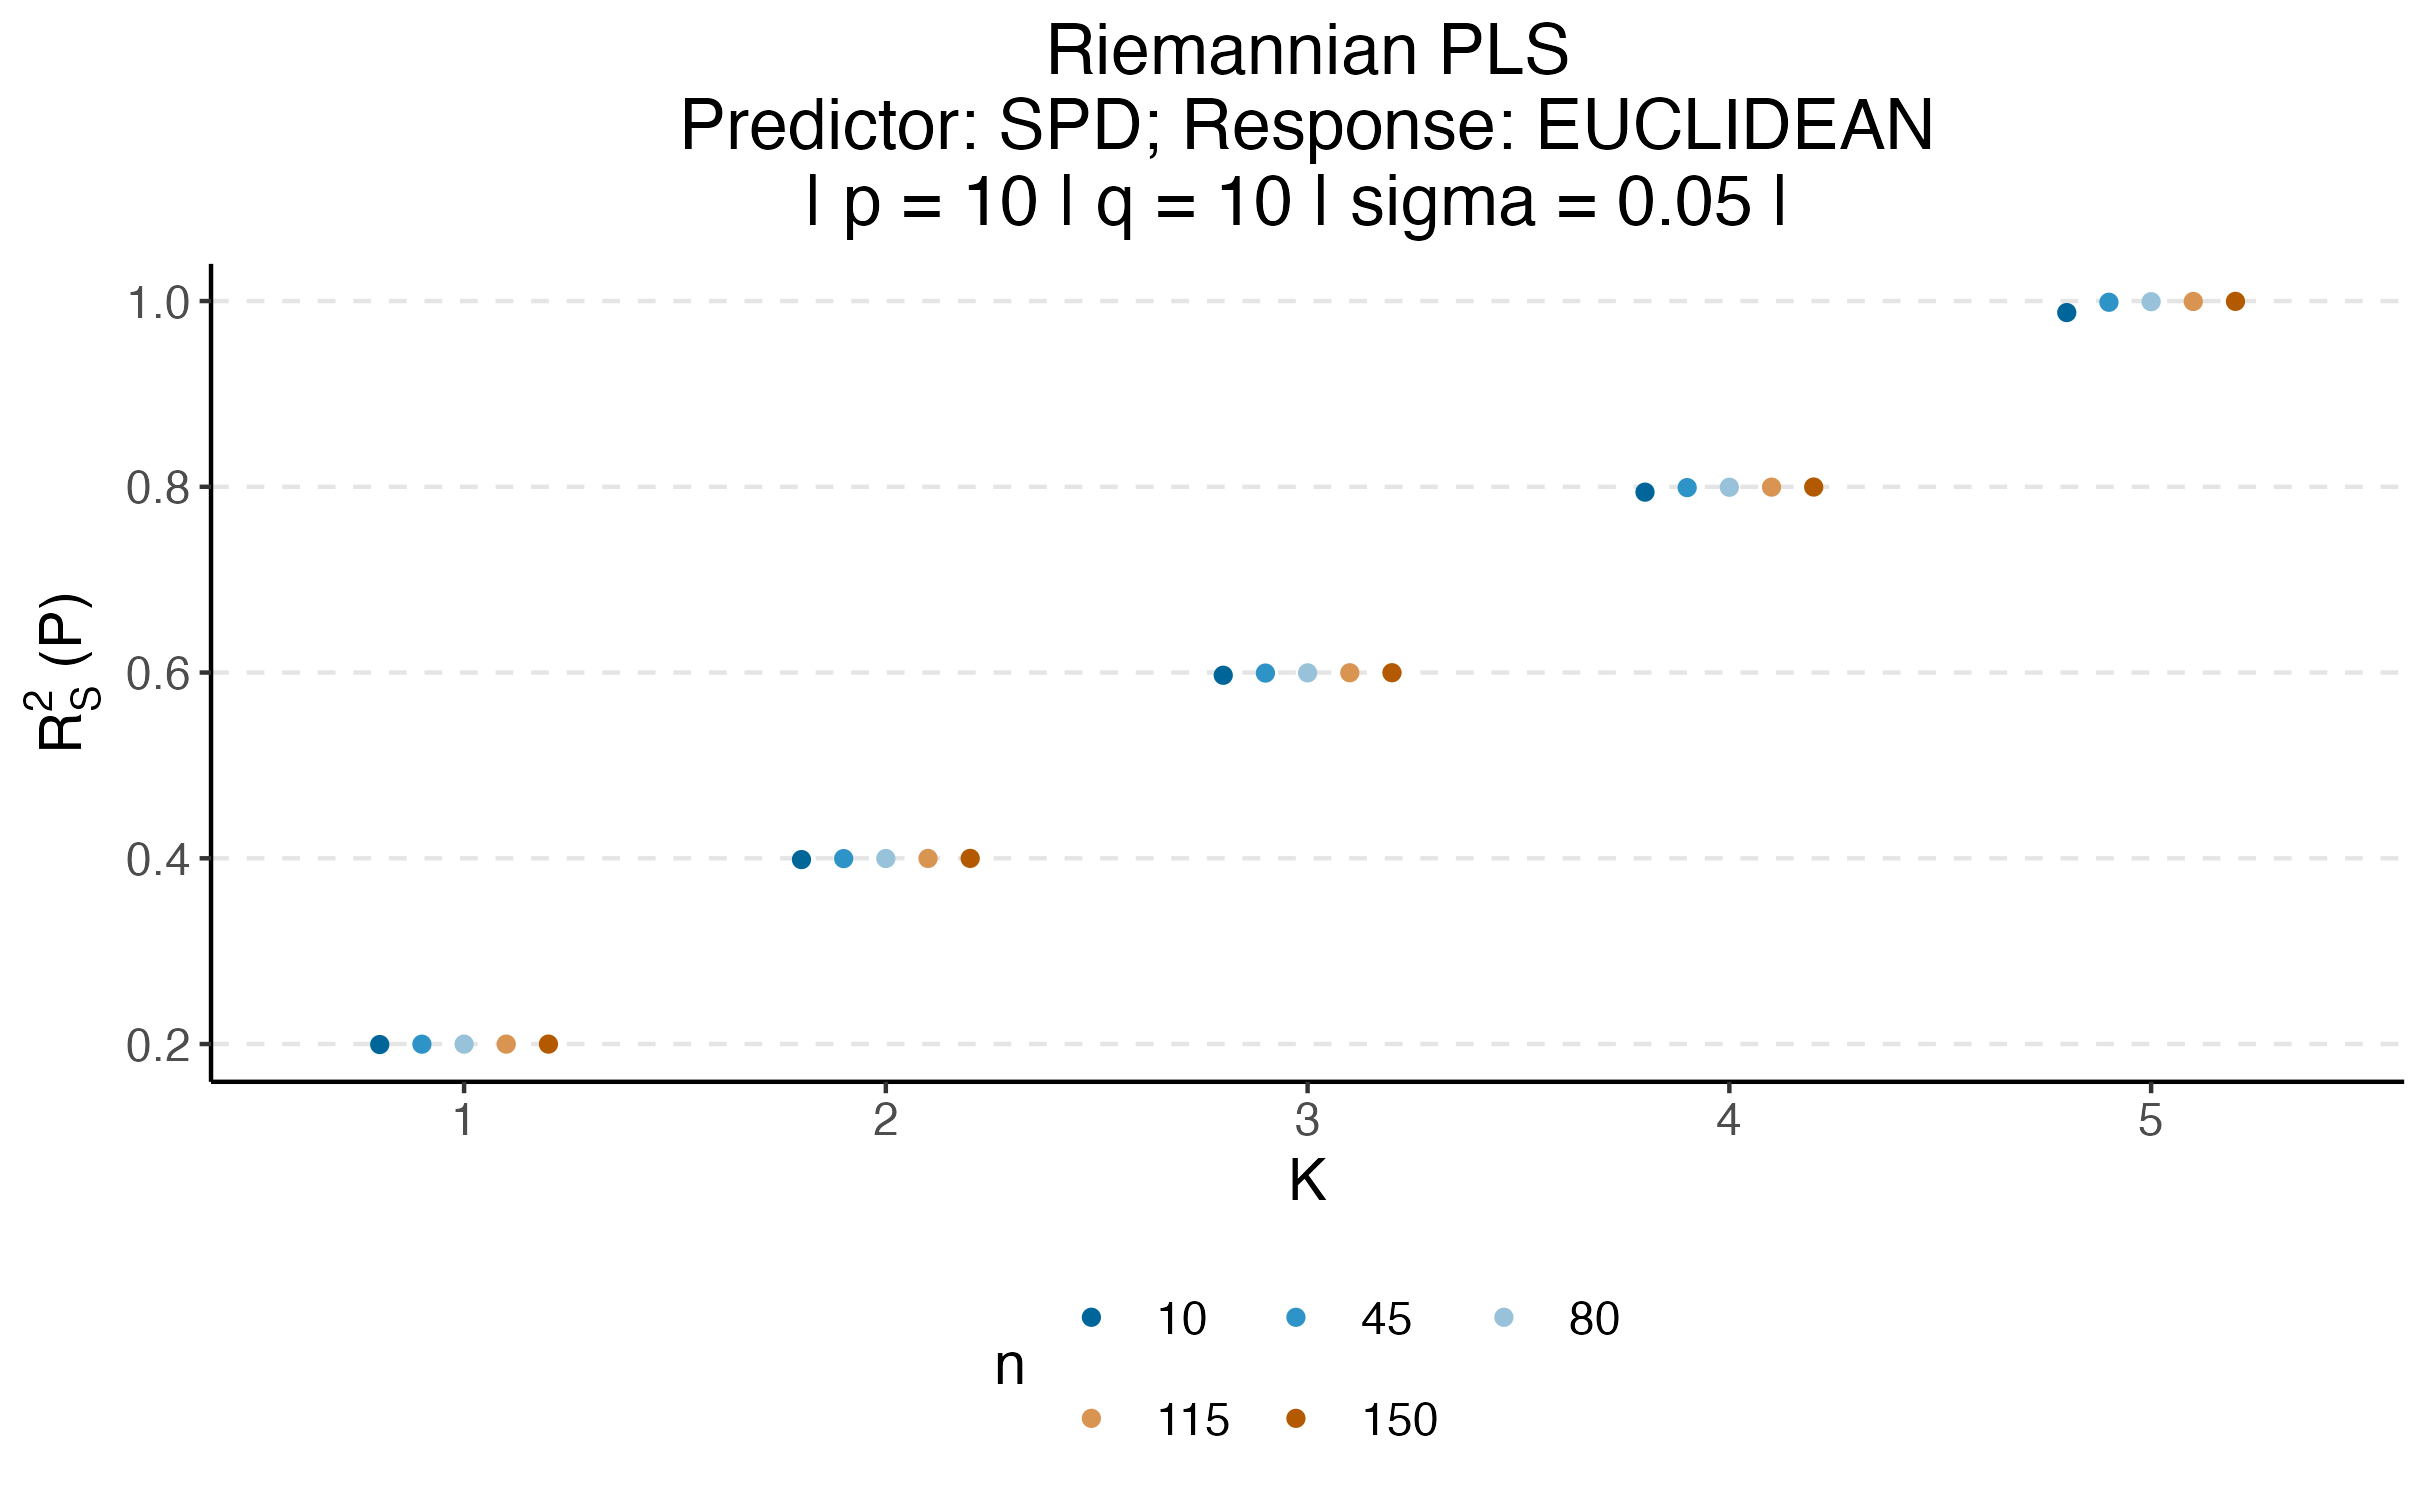 Riemannian PLS
Predictor: SPD; Response: EUCLIDEAN
| p = 10 | q = 10 | sigma = 0.05 |
R²S (P)
1.0
0.8
0.6
0.4
0.2
1 2 3 4 5
K
n
10 45 80
115 150